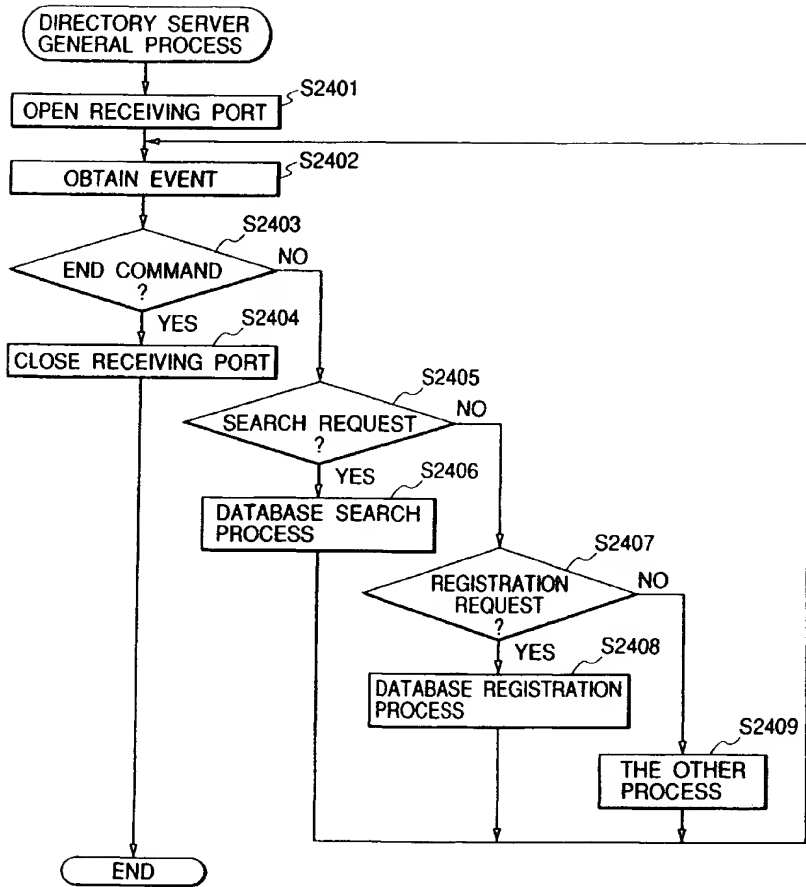 DIRECTORY SERVER
GENERAL PROCESS
S2401
OPEN RECEIVING PORT
S2402
OBTAIN EVENT
S2403
END COMMAND
?
NO
YES
S2404
CLOSE RECEIVING PORT
S2405
SEARCH REQUEST
?
NO
YES
S2406
DATABASE SEARCH
PROCESS
S2407
REGISTRATION
REQUEST
?
NO
YES
S2408
DATABASE REGISTRATION
PROCESS
S2409
THE OTHER
PROCESS
END